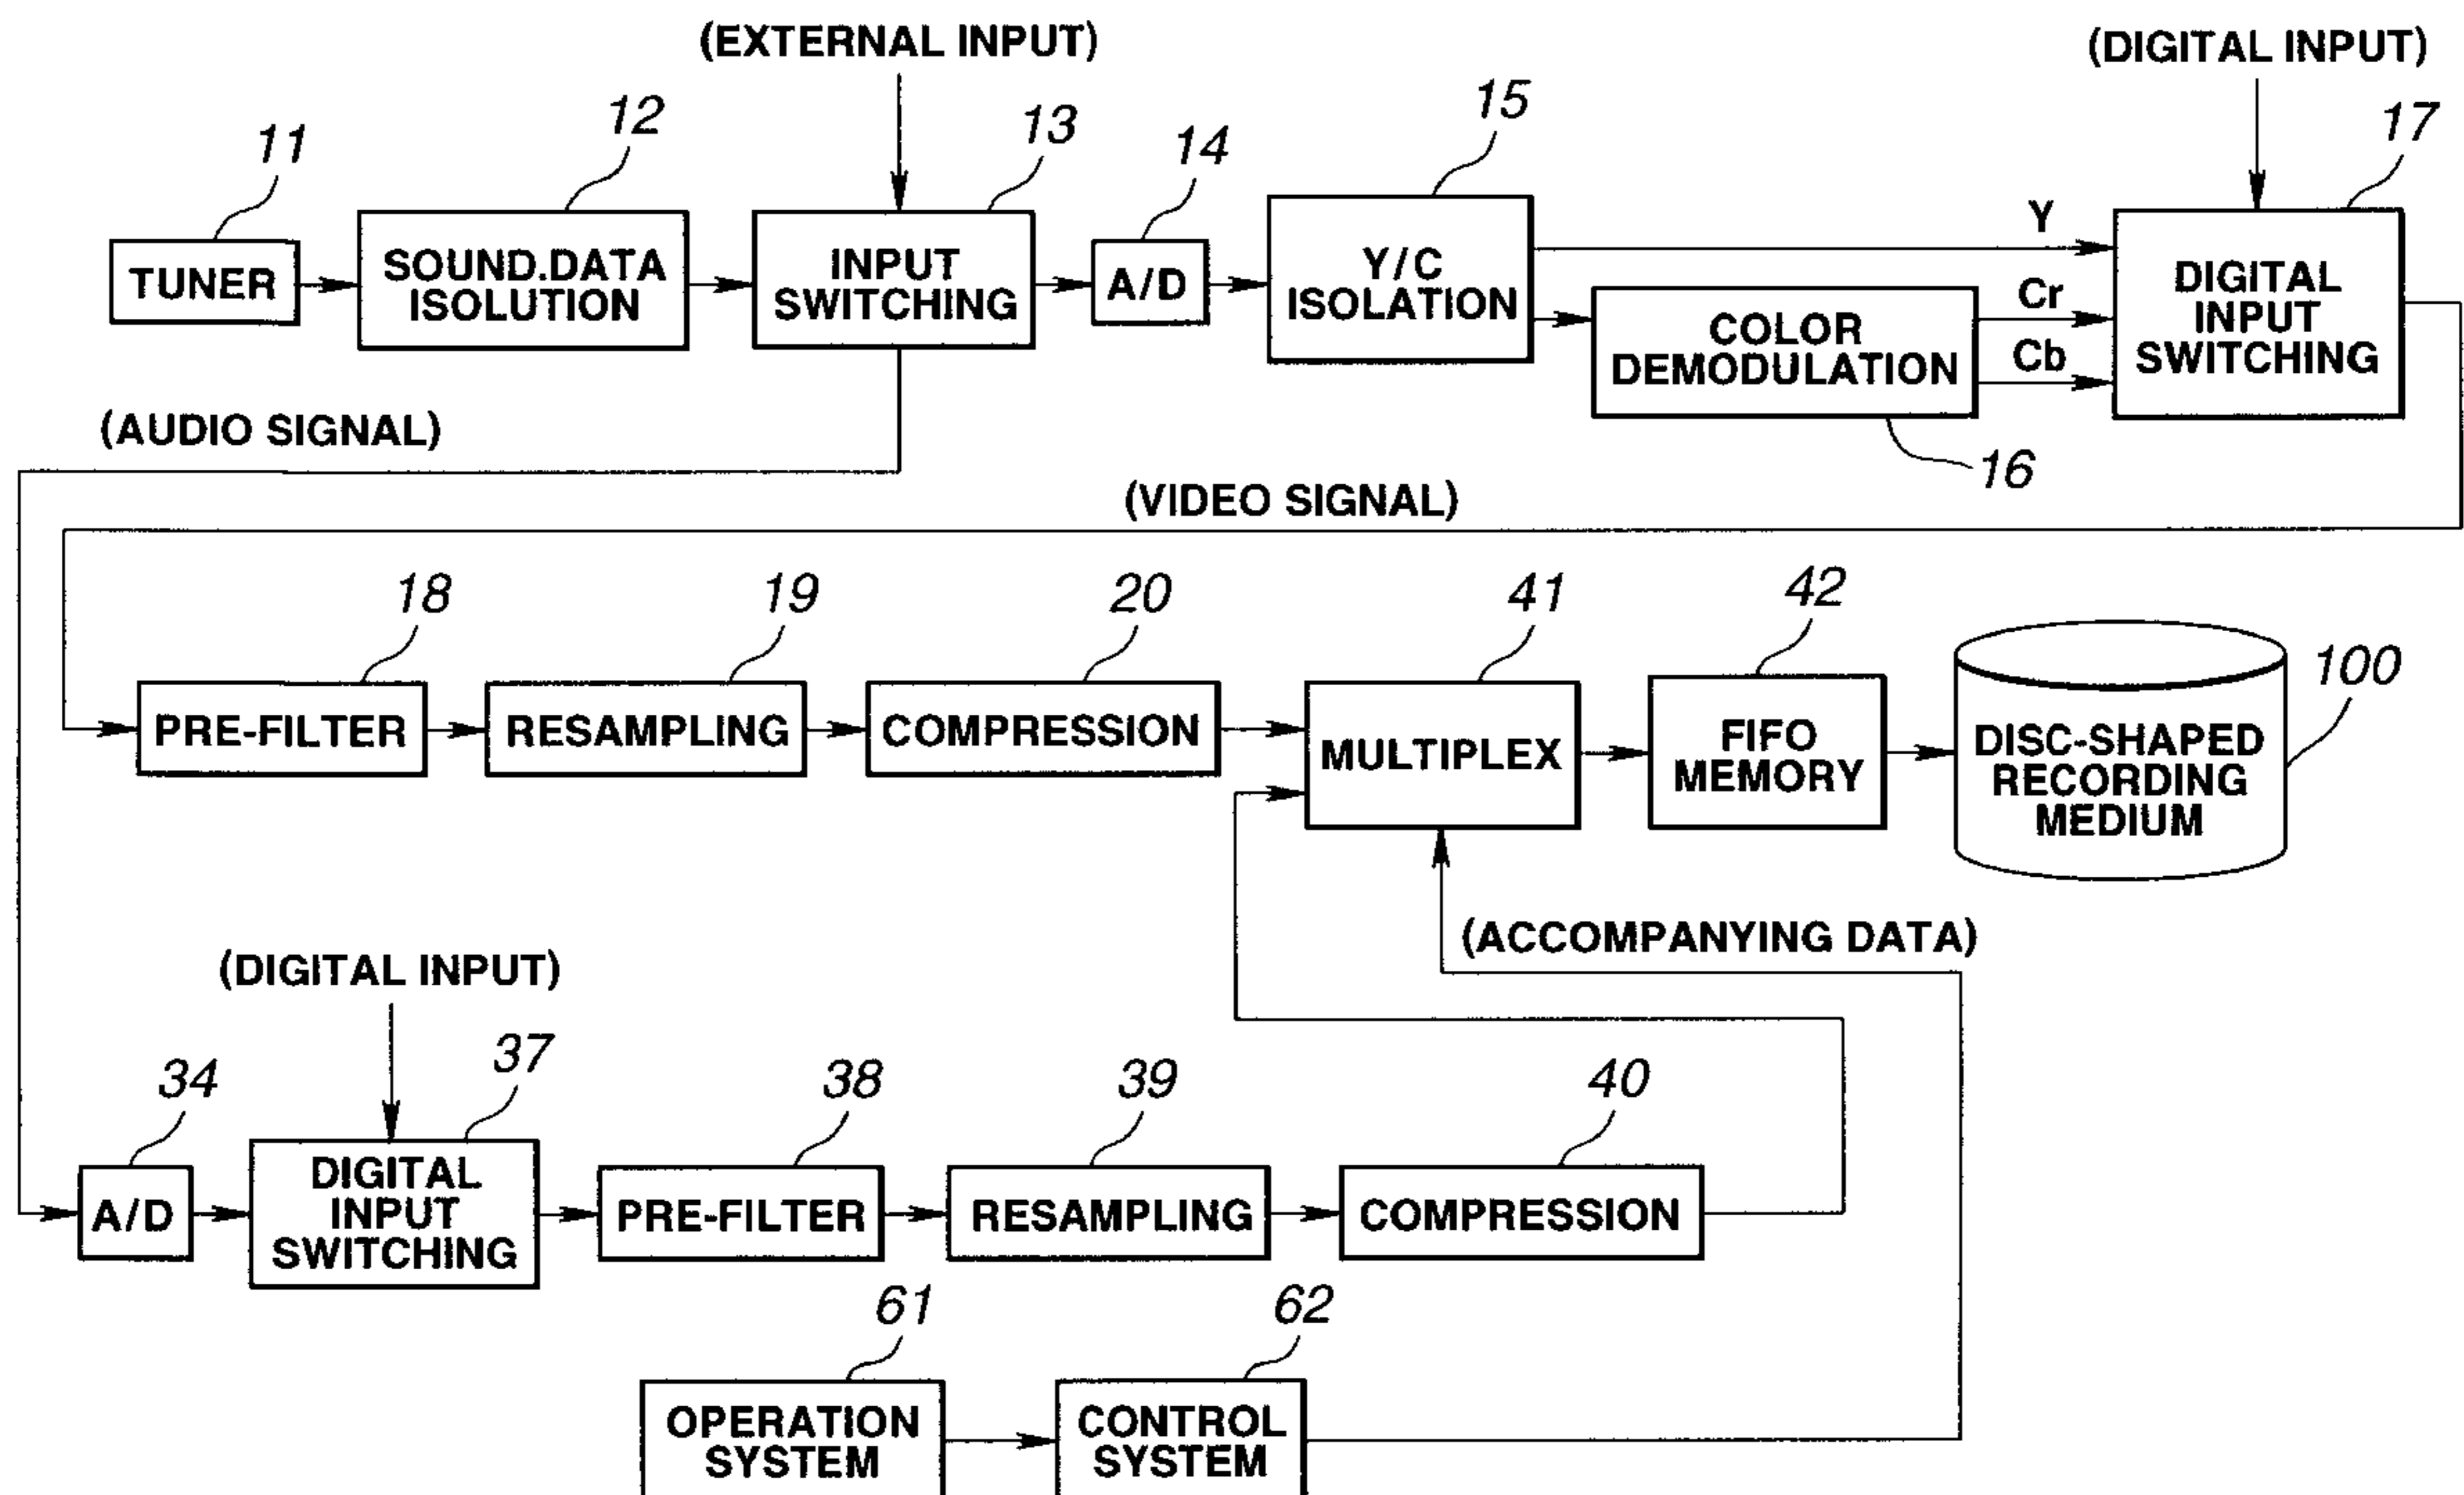 (EXTERNAL INPUT)
(DIGITAL INPUT)
11
12
13
14
15
17
TUNER
SOUND.DATA
ISOLUTION
INPUT
SWITCHING
A/D
Y/C
ISOLATION
Y
Cr
Cb
COLOR
DEMODULATION
DIGITAL
INPUT
SWITCHING
16
(AUDIO SIGNAL)
(VIDEO SIGNAL)
18
19
20
41
42
100
PRE-FILTER
RESAMPLING
COMPRESSION
MULTIPLEX
FIFO
MEMORY
DISC-SHAPED
RECORDING
MEDIUM
(ACCOMPANYING DATA)
(DIGITAL INPUT)
34
37
38
39
40
A/D
DIGITAL
INPUT
SWITCHING
PRE-FILTER
RESAMPLING
COMPRESSION
61
62
OPERATION
SYSTEM
CONTROL
SYSTEM